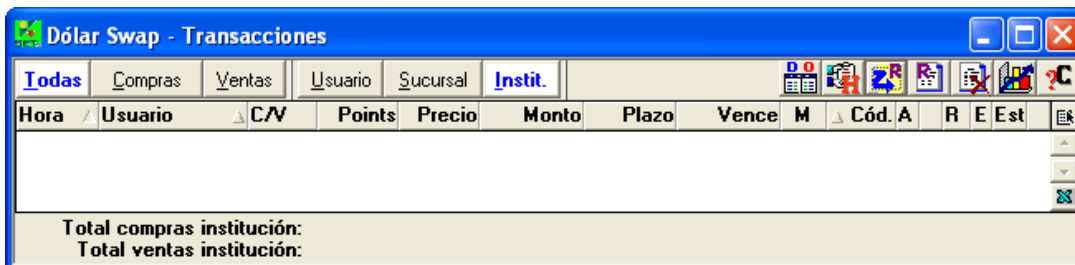 Dólar Swap - Transacciones
Todas Compras Ventas Usuario Sucursal Instit. D O H zR R ?C
Hora Usuario C/V Points Precio Monto Plazo Vence M Cód. A R E Est
Total compras institución:
Total ventas institución: